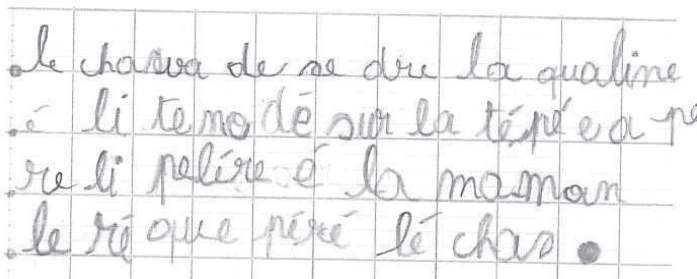 le chava de se dre la qualine
é li temo dé sur la tépé e a pe
re li pelire é la maman
le ré que péré lé chas.